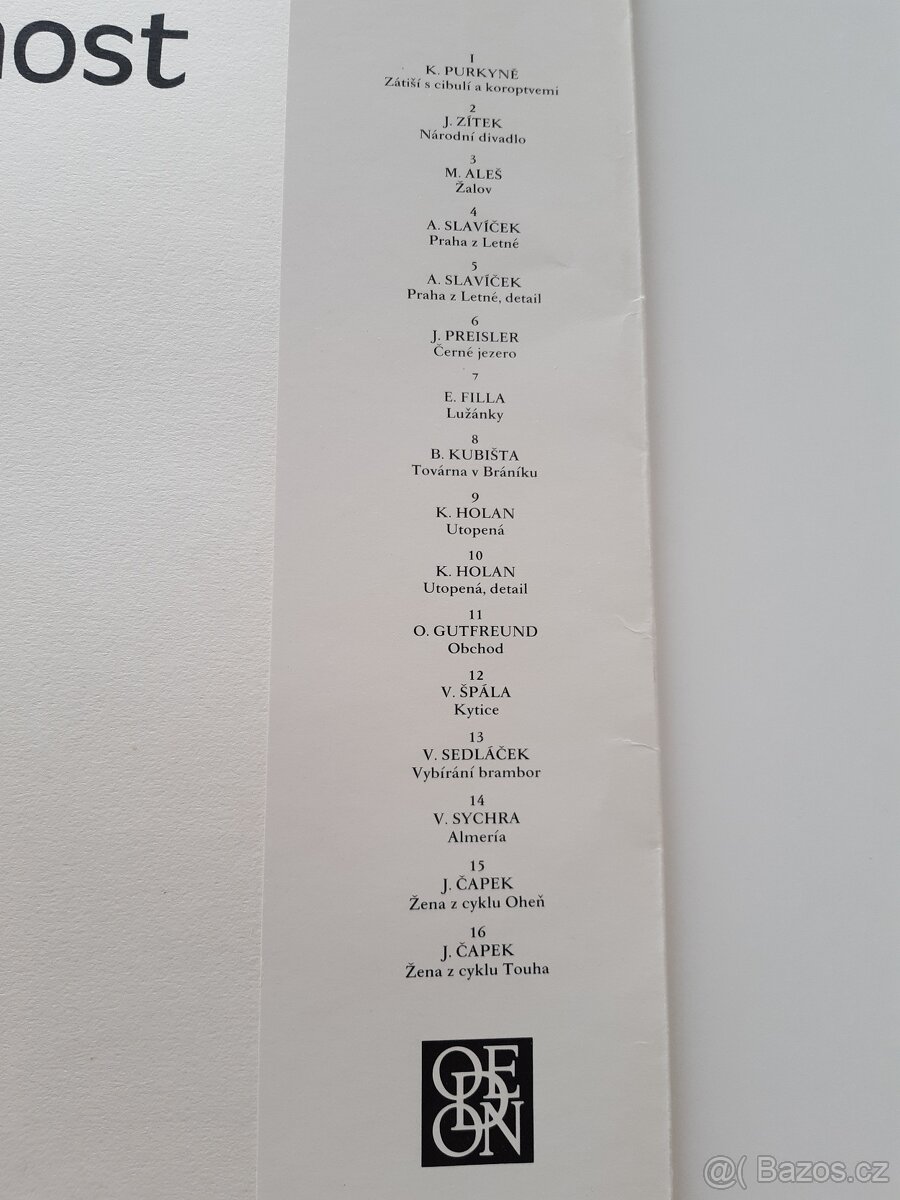 ost
1
K. PURKYNĚ
Zátiší s cibulí a koroptvemi
2
J. ZÍTEK
Národní divadlo
3
M. ALEŠ
Žalov
4
A. SLAVÍČEK
Praha z Letné
5
A. SLAVÍČEK
Praha z Letné, detail
6
J. PREISLER
Černé jezero
7
E. FILLA
Lužánky
8
B. KUBIŠTA
Továrna v Bráníku
9
K. HOLAN
Utopená
10
K. HOLAN
Utopená, detail
11
O. GUTFREUND
Obchod
12
V. ŠPÁLA
Kytice
13
V. SEDLÁČEK
Vybírání brambor
14
V. SYCHRA
Almería
15
J. ČAPEK
Žena z cyklu Oheň
16
J. ČAPEK
Žena z cyklu Touha
ODEON
@( Bazos.cz